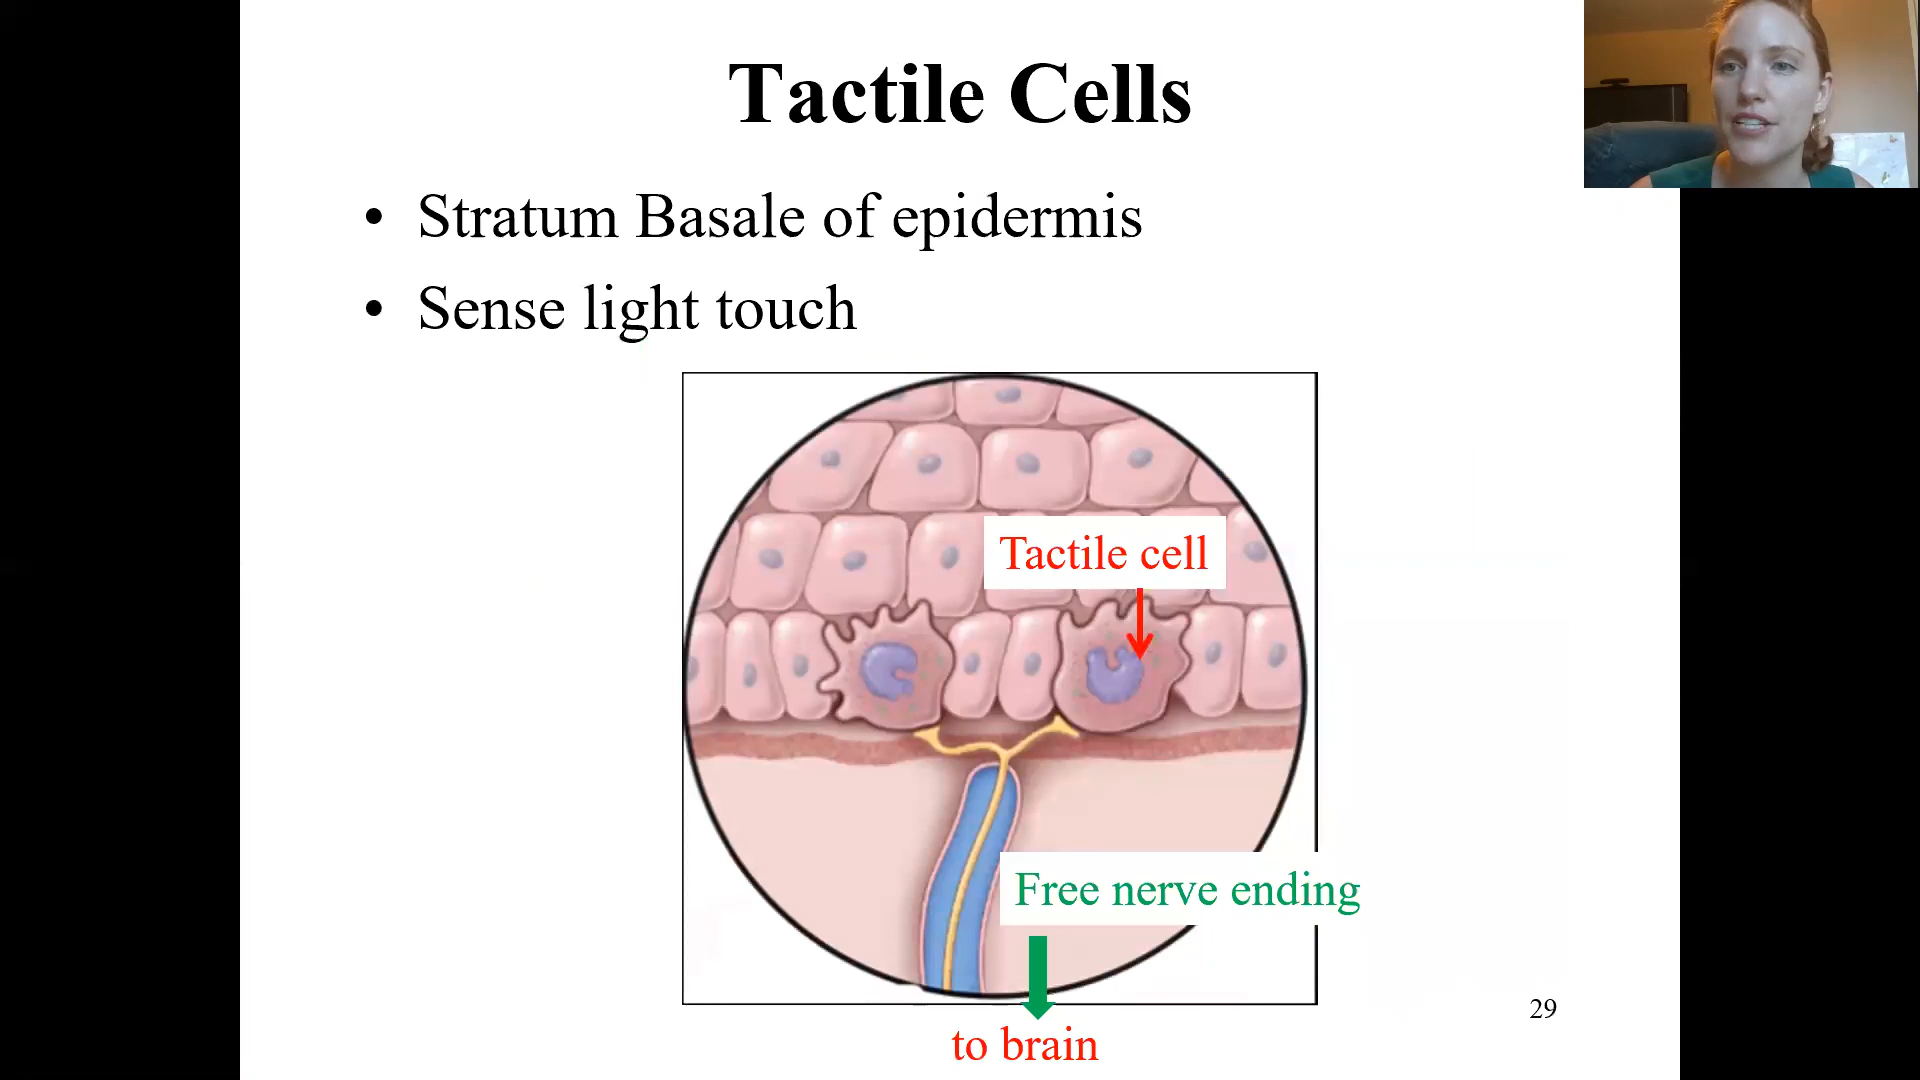 Tactile Cells
• Stratum Basale of epidermis
• Sense light touch
Tactile cell
Free nerve ending
29
to brain